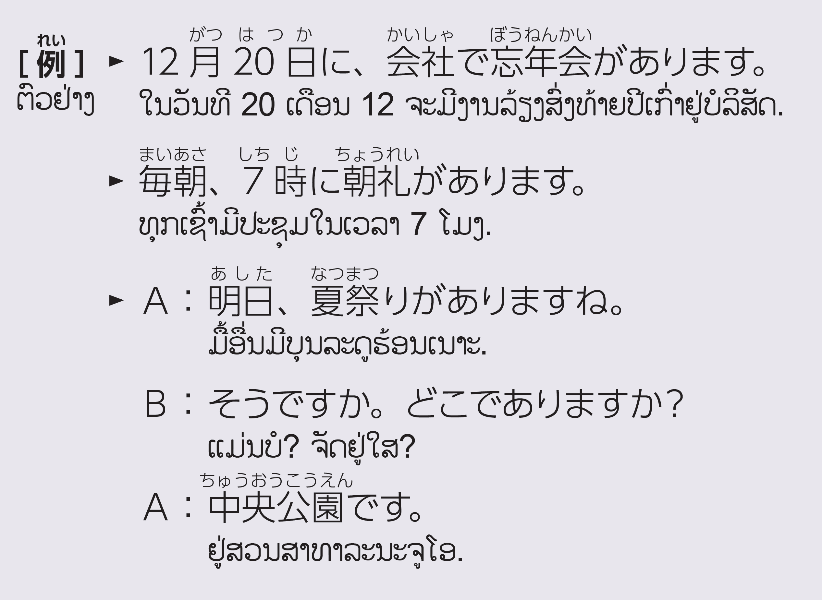 れい
[例]
ຕົວຢ່າງ
がつ はつか かいしゃ ぼうねんかい
► 12月20日に、会社で忘年会があります。
ໃນວັນທີ 20 ເດືອນ 12 ຈະມີງານລ້ຽງສົ່ງທ້າຍປີເກົ່າຢູ່ບໍລິສັດ.
まいあさ しちじ ちょうれい
► 毎朝、7時に朝礼があります。
ທຸກເຊົ້າມີປະຊຸມໃນເວລາ 7 ໂມງ.
あした なつまつ
► A：明日、夏祭りがありますね。
ມື້ອື່ນມີບຸນລະດູຮ້ອນເນາະ.
B：そうですか。どこでありますか？
ແມ່ນບໍ? ຈັດຢູ່ໃສ?
ちゅうおうこうえん
A：中央公園です。
ຢູ່ສວນສາທາລະນະຈູໂອ.